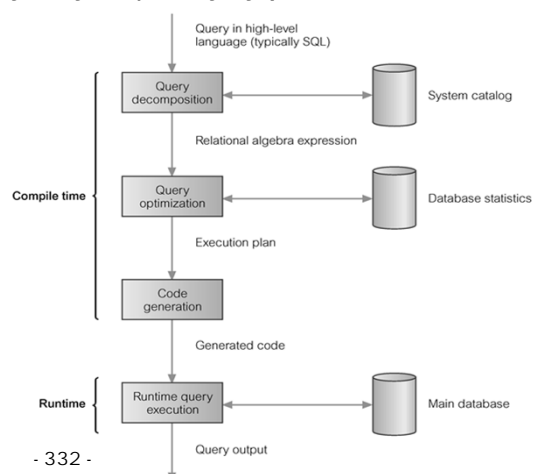 Query in high-level
language (typically SQL)
Query
decomposition
System catalog
Relational algebra expression
Compile time
Query
optimization
Database statistics
Execution plan
Code
generation
Generated code
Runtime
Runtime query
execution
Main database
Query output
- 332 -